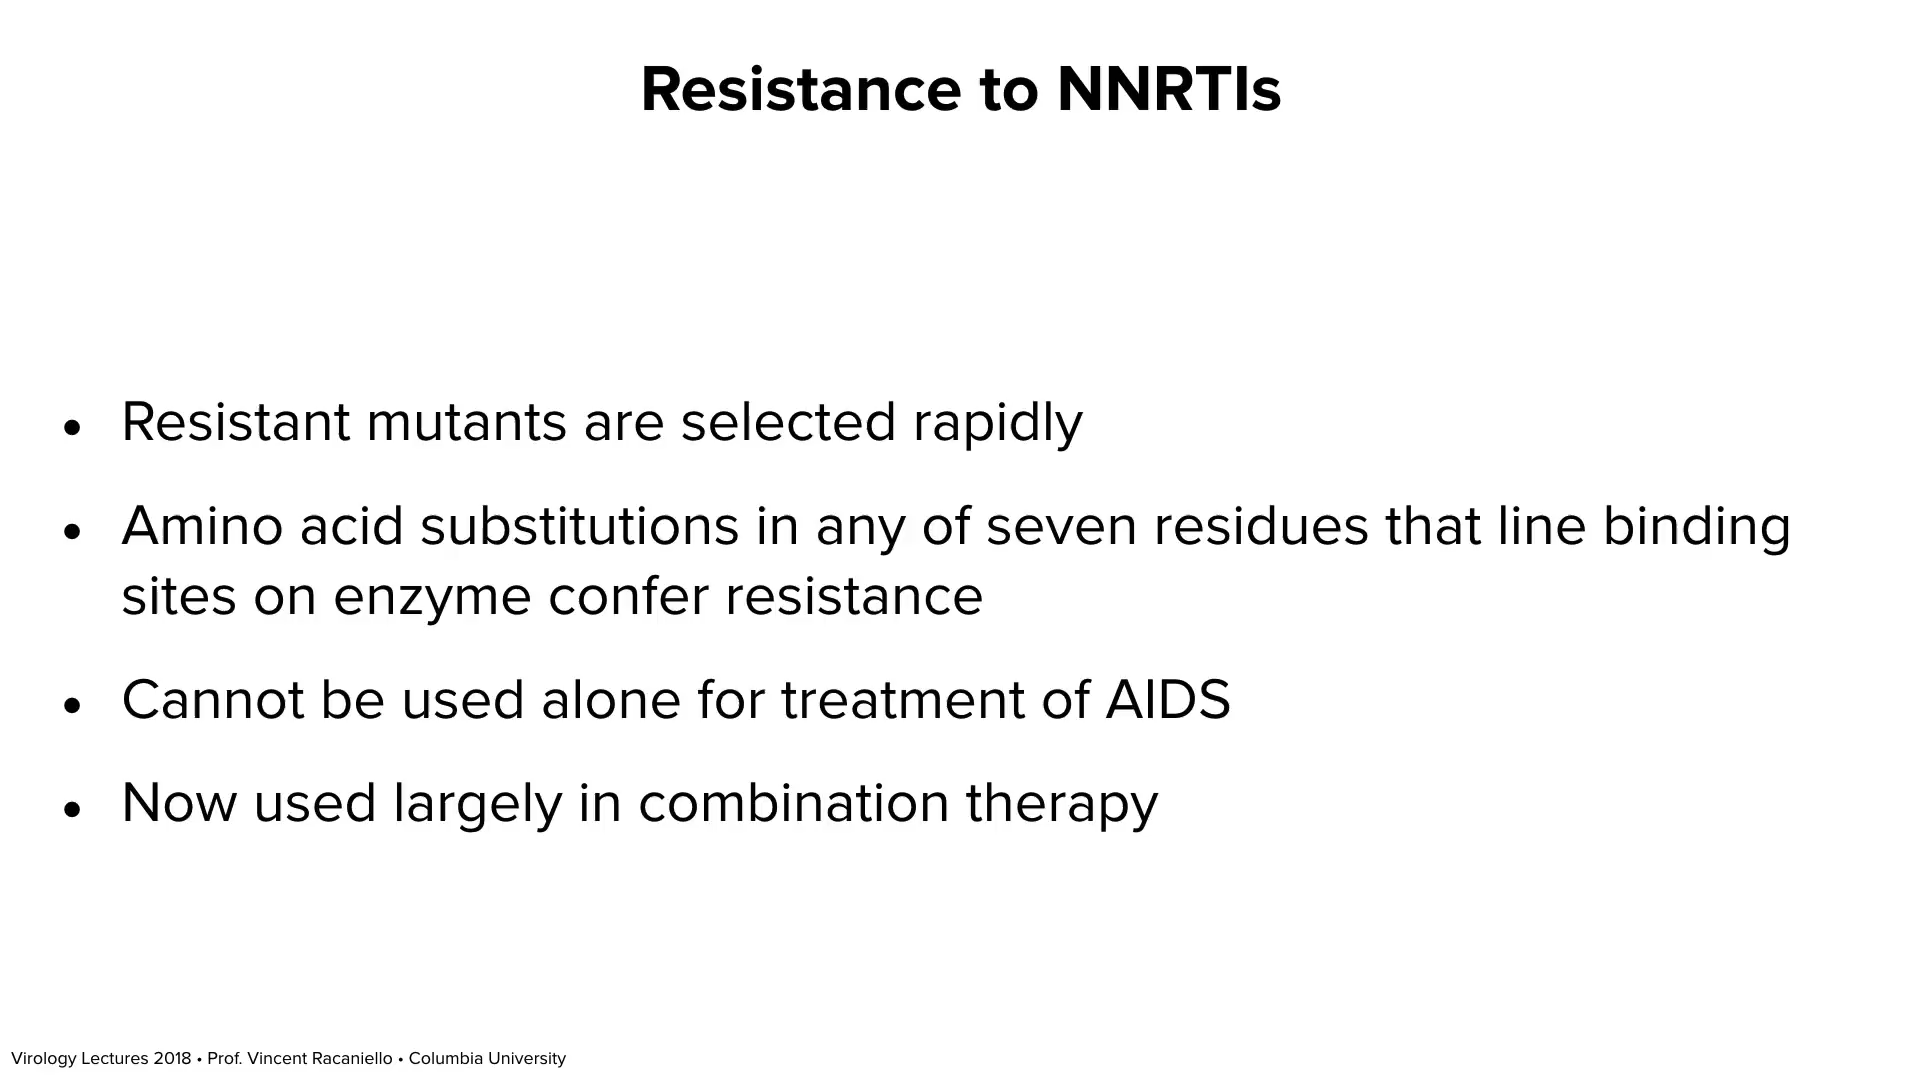 Resistance to NNRTIs
• Resistant mutants are selected rapidly
• Amino acid substitutions in any of seven residues that line binding
sites on enzyme confer resistance
• Cannot be used alone for treatment of AIDS
• Now used largely in combination therapy
Virology Lectures 2018 • Prof. Vincent Racaniello • Columbia University